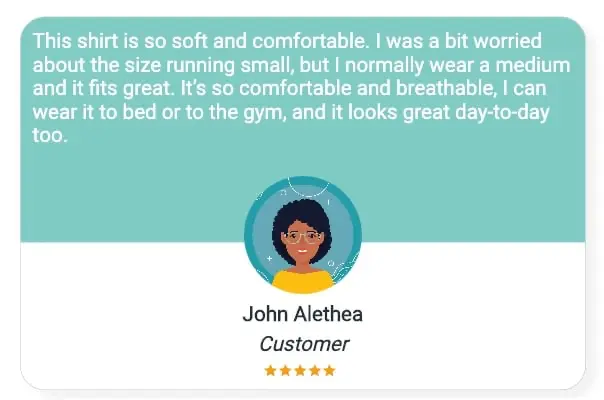 This shirt is so soft and comfortable. I was a bit worried
about the size running small, but I normally wear a medium
and it fits great. It’s so comfortable and breathable, I can
wear it to bed or to the gym, and it looks great day-to-day
too.
John Alethea
Customer